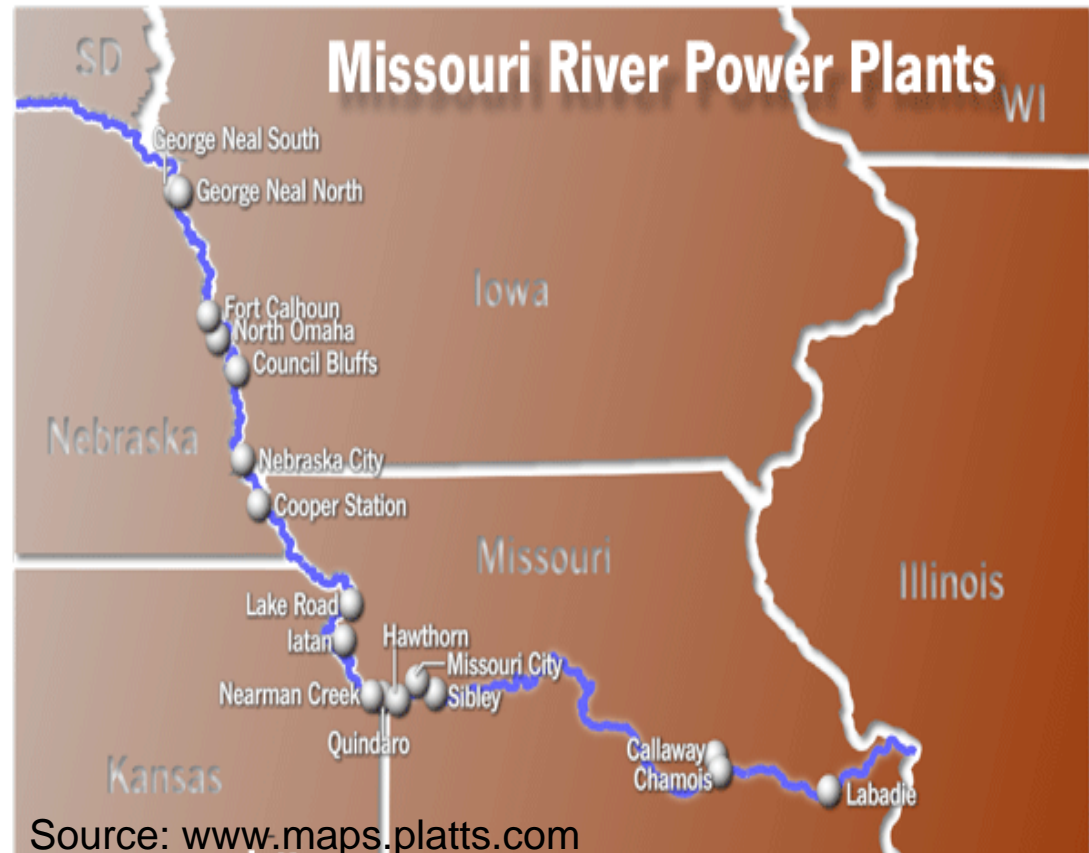 Missouri River Power Plants
SD
WI
George Neal South
George Neal North
Iowa
Fort Calhoun
North Omaha
Council Bluffs
Nebraska
Nebraska City
Cooper Station
Missouri
Illinois
Lake Road
Hawthorn
Iatan
Missouri City
Nearman Creek
Sibley
Quindaro
Callaway
Chamois
Kansas
Labadie
Source: www.maps.platts.com